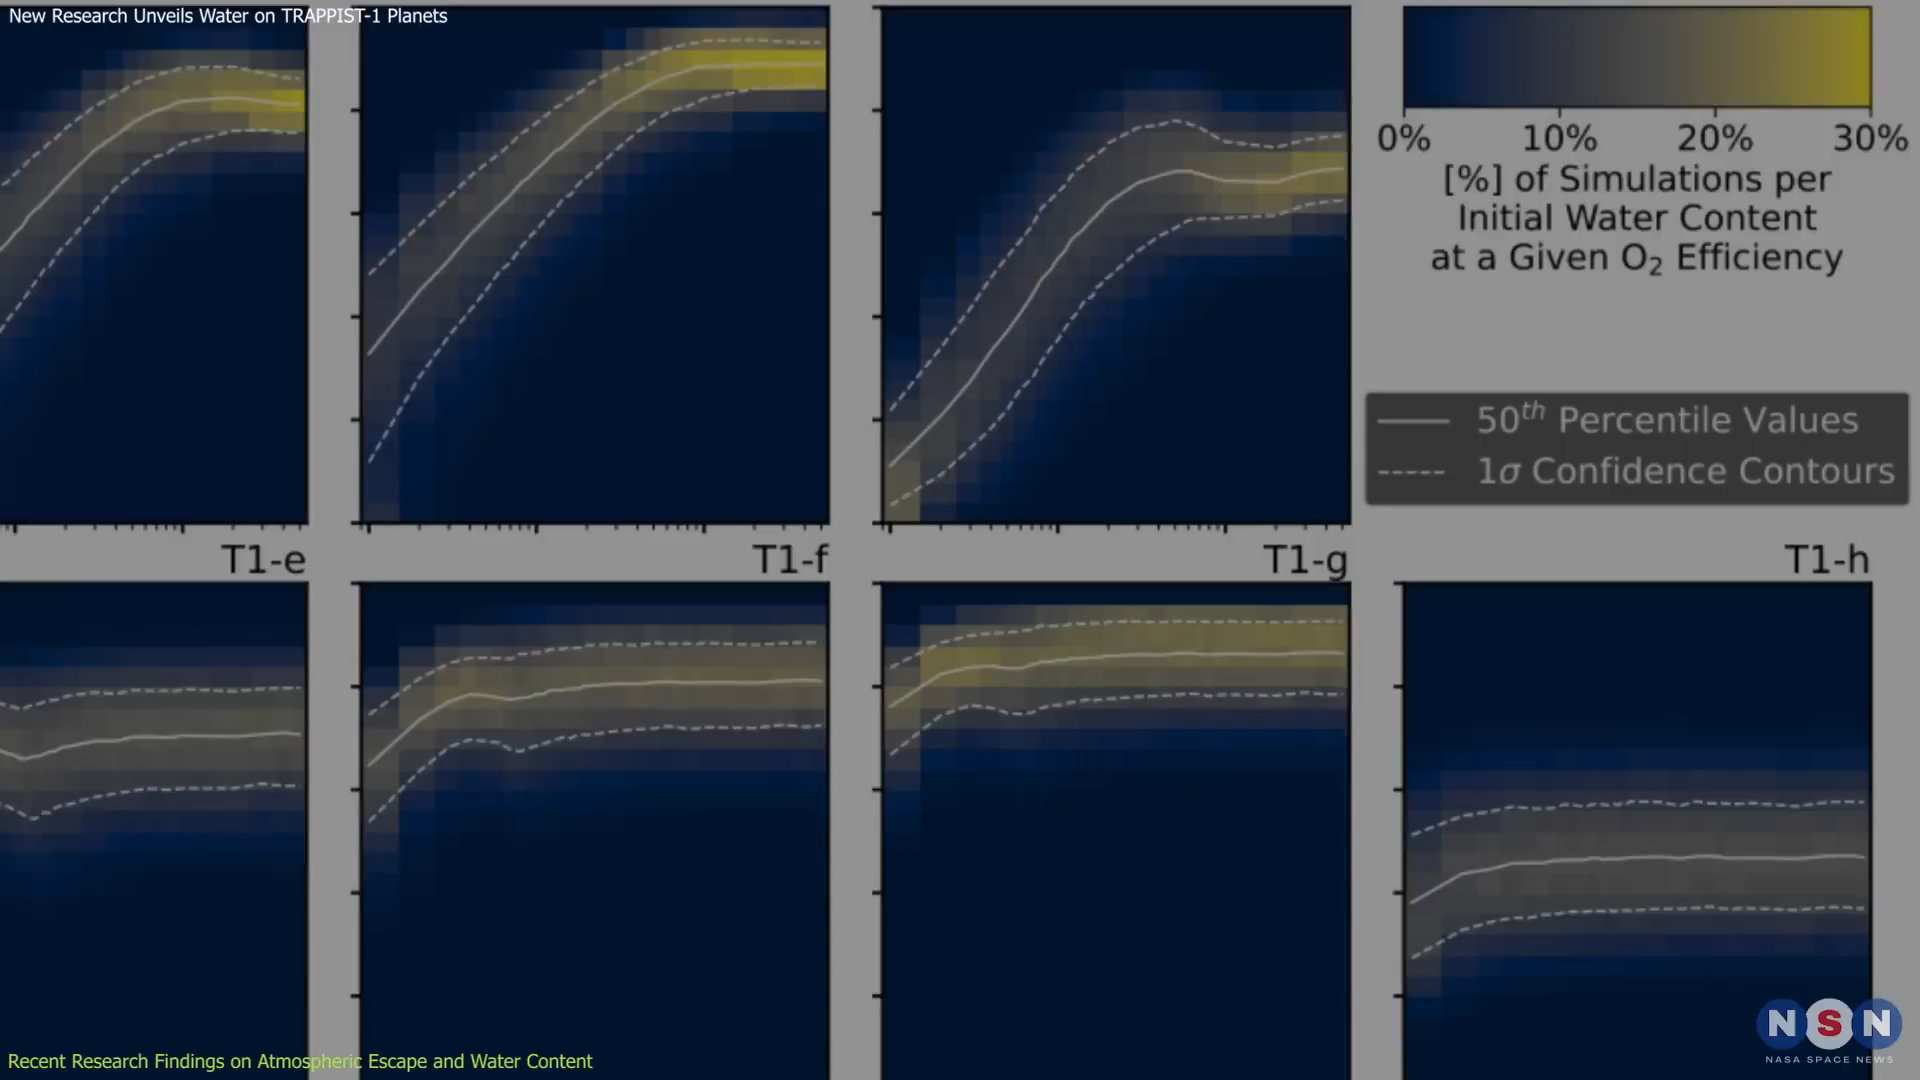 New Research Unveils Water on TRAPPIST-1 Planets
0% 10% 20% 30%
[%] of Simulations per
Initial Water Content
at a Given O₂ Efficiency
50ᵗʰ Percentile Values
1σ Confidence Contours
T1-e T1-f T1-g T1-h
Recent Research Findings on Atmospheric Escape and Water Content
NSN
NASA SPACE NEWS